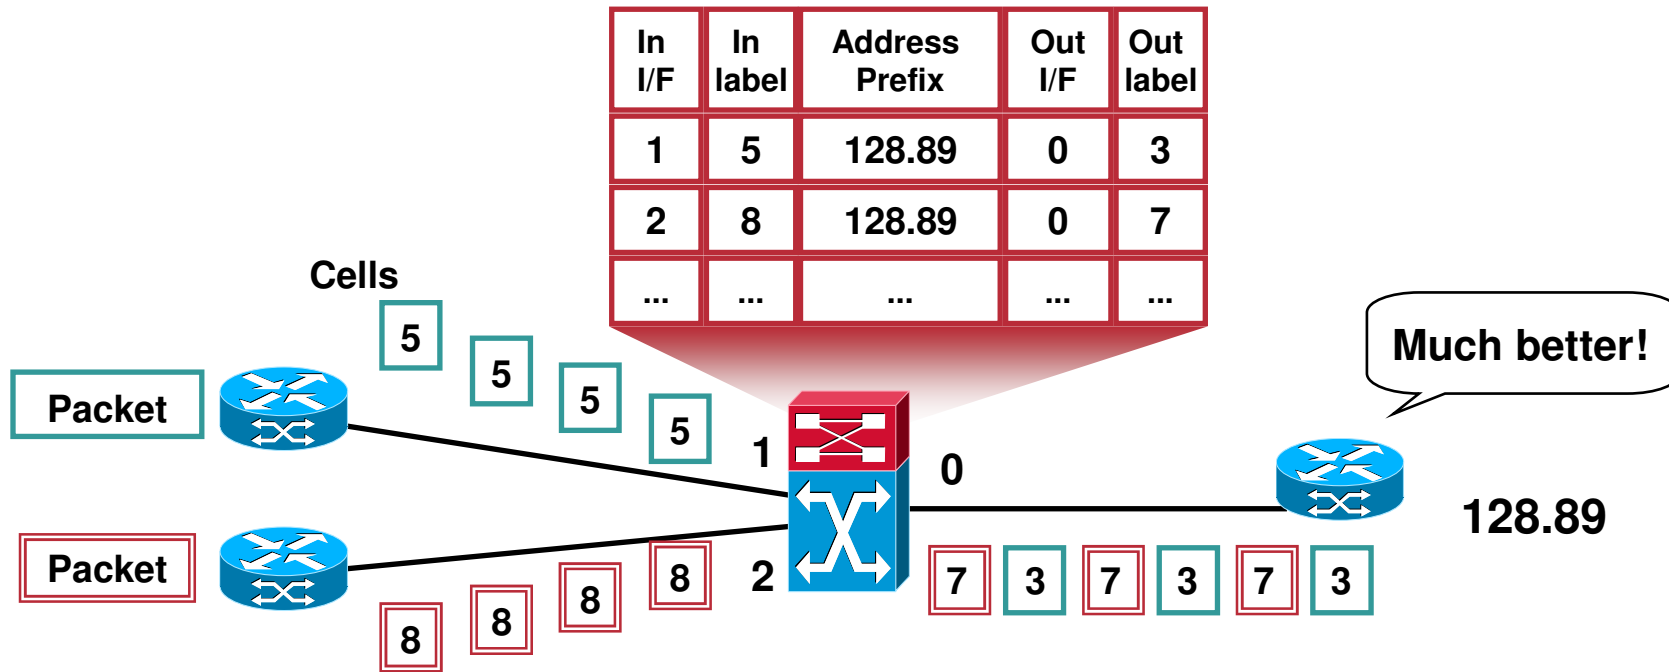 In I/F In label Address Prefix Out I/F Out label
1 5 128.89 0 3
2 8 128.89 0 7
... ... ... ... ...
Cells
5
5
5
5
Packet
1
0
Much better!
128.89
Packet
2
8
8
8
8
7 3 7 3 7 3